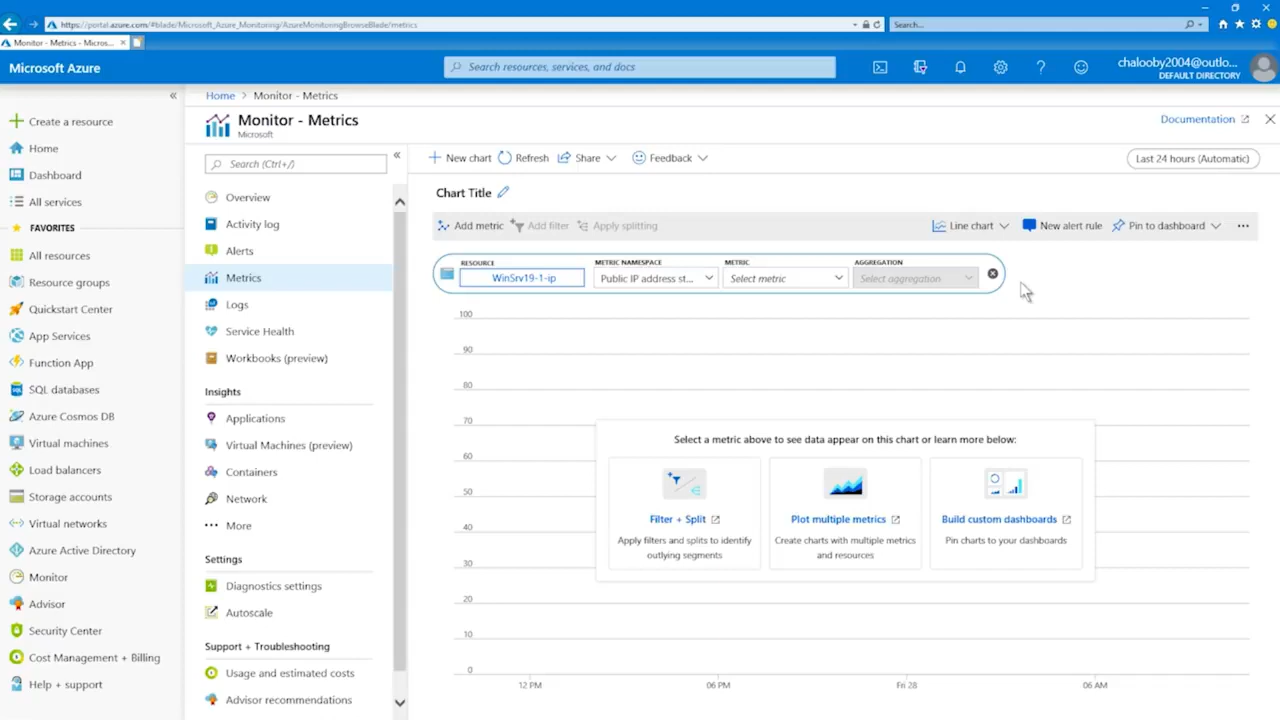 https://portal.azure.com/#blade/Microsoft_Azure_Monitoring/AzureMonitoringBrowseBlade/metrics
Search...
Monitor - Metrics - Micros...
Microsoft Azure
Search resources, services, and docs
chalooby2004@outlo...
DEFAULT DIRECTORY
Create a resource
Home
Dashboard
All services
FAVORITES
All resources
Resource groups
Quickstart Center
App Services
Function App
SQL databases
Azure Cosmos DB
Virtual machines
Load balancers
Storage accounts
Virtual networks
Azure Active Directory
Monitor
Advisor
Security Center
Cost Management + Billing
Help + support
Home > Monitor - Metrics
Monitor - Metrics
Microsoft
Documentation
Search (Ctrl+/)
Overview
Activity log
Alerts
Metrics
Logs
Service Health
Workbooks (preview)
Insights
Applications
Virtual Machines (preview)
Containers
Network
More
Settings
Diagnostics settings
Autoscale
Support + Troubleshooting
Usage and estimated costs
Advisor recommendations
New chart Refresh Share Feedback
Last 24 hours (Automatic)
Chart Title
Add metric Add filter Apply splitting
Line chart New alert rule Pin to dashboard
RESOURCE METRIC NAMESPACE METRIC AGGREGATION
WinSrv19-1-ip Public IP address st... Select metric Select aggregation
100
90
80
70
60
50
40
30
20
10
0
12 PM 06 PM Fri 28 06 AM
Select a metric above to see data appear on this chart or learn more below:
Filter + Split
Apply filters and splits to identify
outlying segments
Plot multiple metrics
Create charts with multiple metrics
and resources
Build custom dashboards
Pin charts to your dashboards